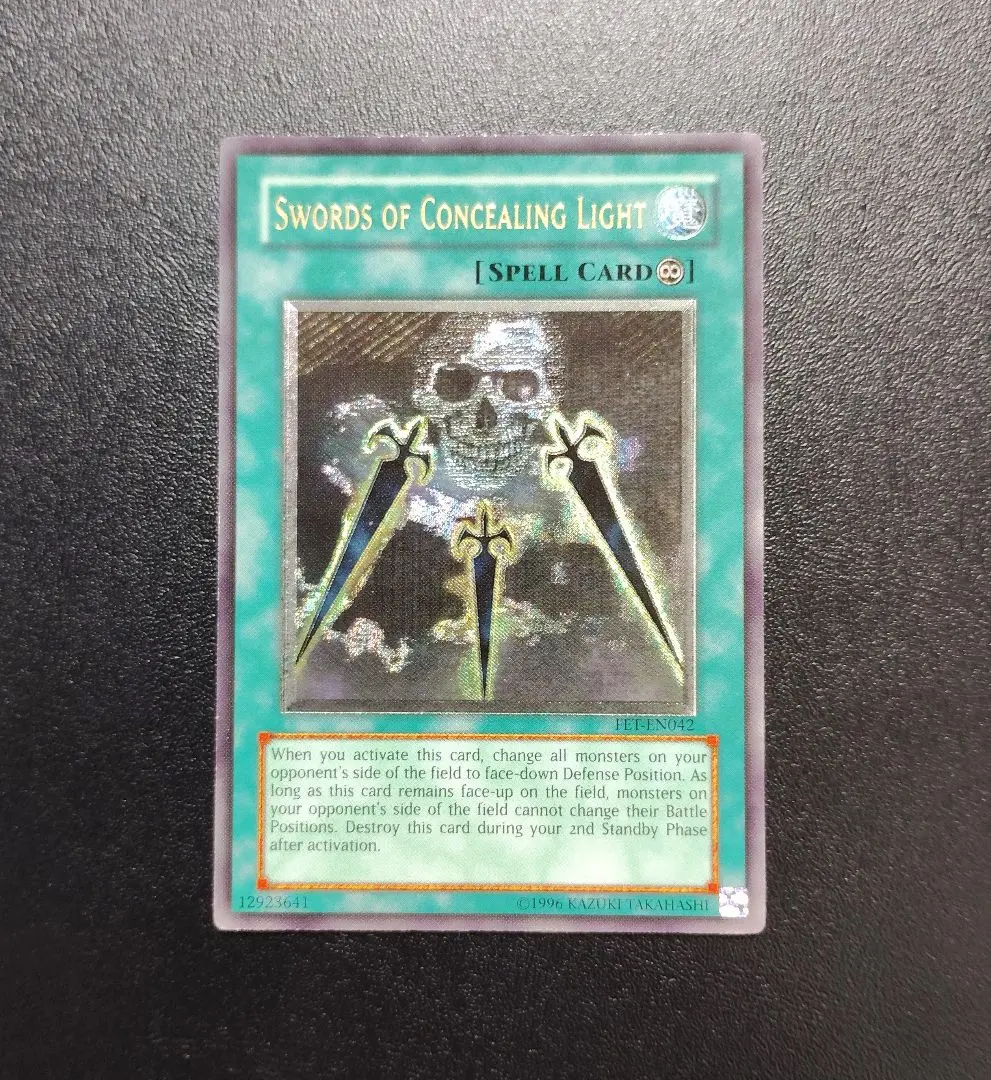 SWORDS OF CONCEALING LIGHT 魔
[SPELL CARD]
FET-EN042
When you activate this card, change all monsters on your
opponent's side of the field to face-down Defense Position. As
long as this card remains face-up on the field, monsters on
your opponent's side of the field cannot change their Battle
Positions. Destroy this card during your 2nd Standby Phase
after activation.
12923641 ©1996 KAZUKI TAKAHASHI